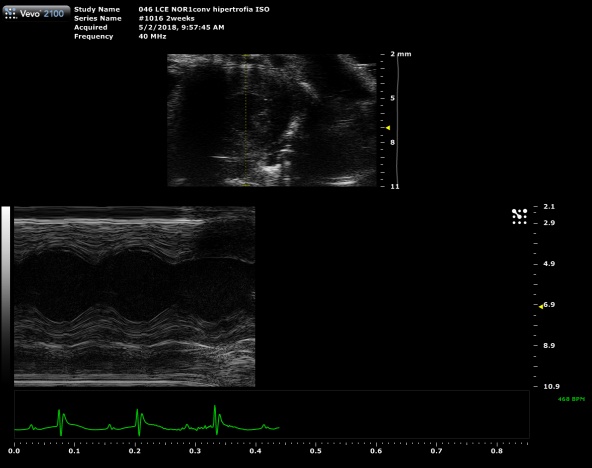 Vevo 2100
Study Name 046 LCE NOR1conv hipertrofia ISO
Series Name #1016 2weeks
Acquired 5/2/2018, 9:57:45 AM
Frequency 40 MHz
2 mm
5
8
11
2.1
2.9
4.9
6.9
8.9
10.9
468 BPM
0.0 0.1 0.2 0.3 0.4 0.5 0.6 0.7 0.8